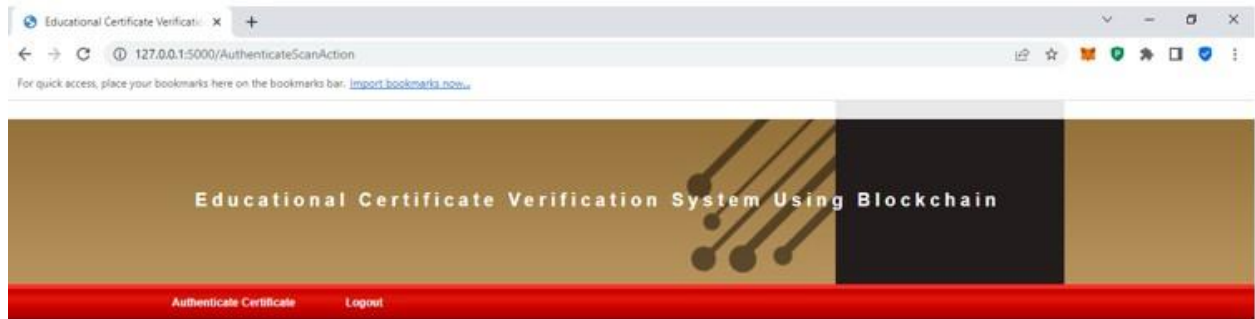 Educational Certificate Verificatic
127.0.0.1:5000/AuthenticateScanAction
For quick access, place your bookmarks here on the bookmarks bar. Import bookmarks now...
Educational Certificate Verification System Using Blockchain
Authenticate Certificate Logout